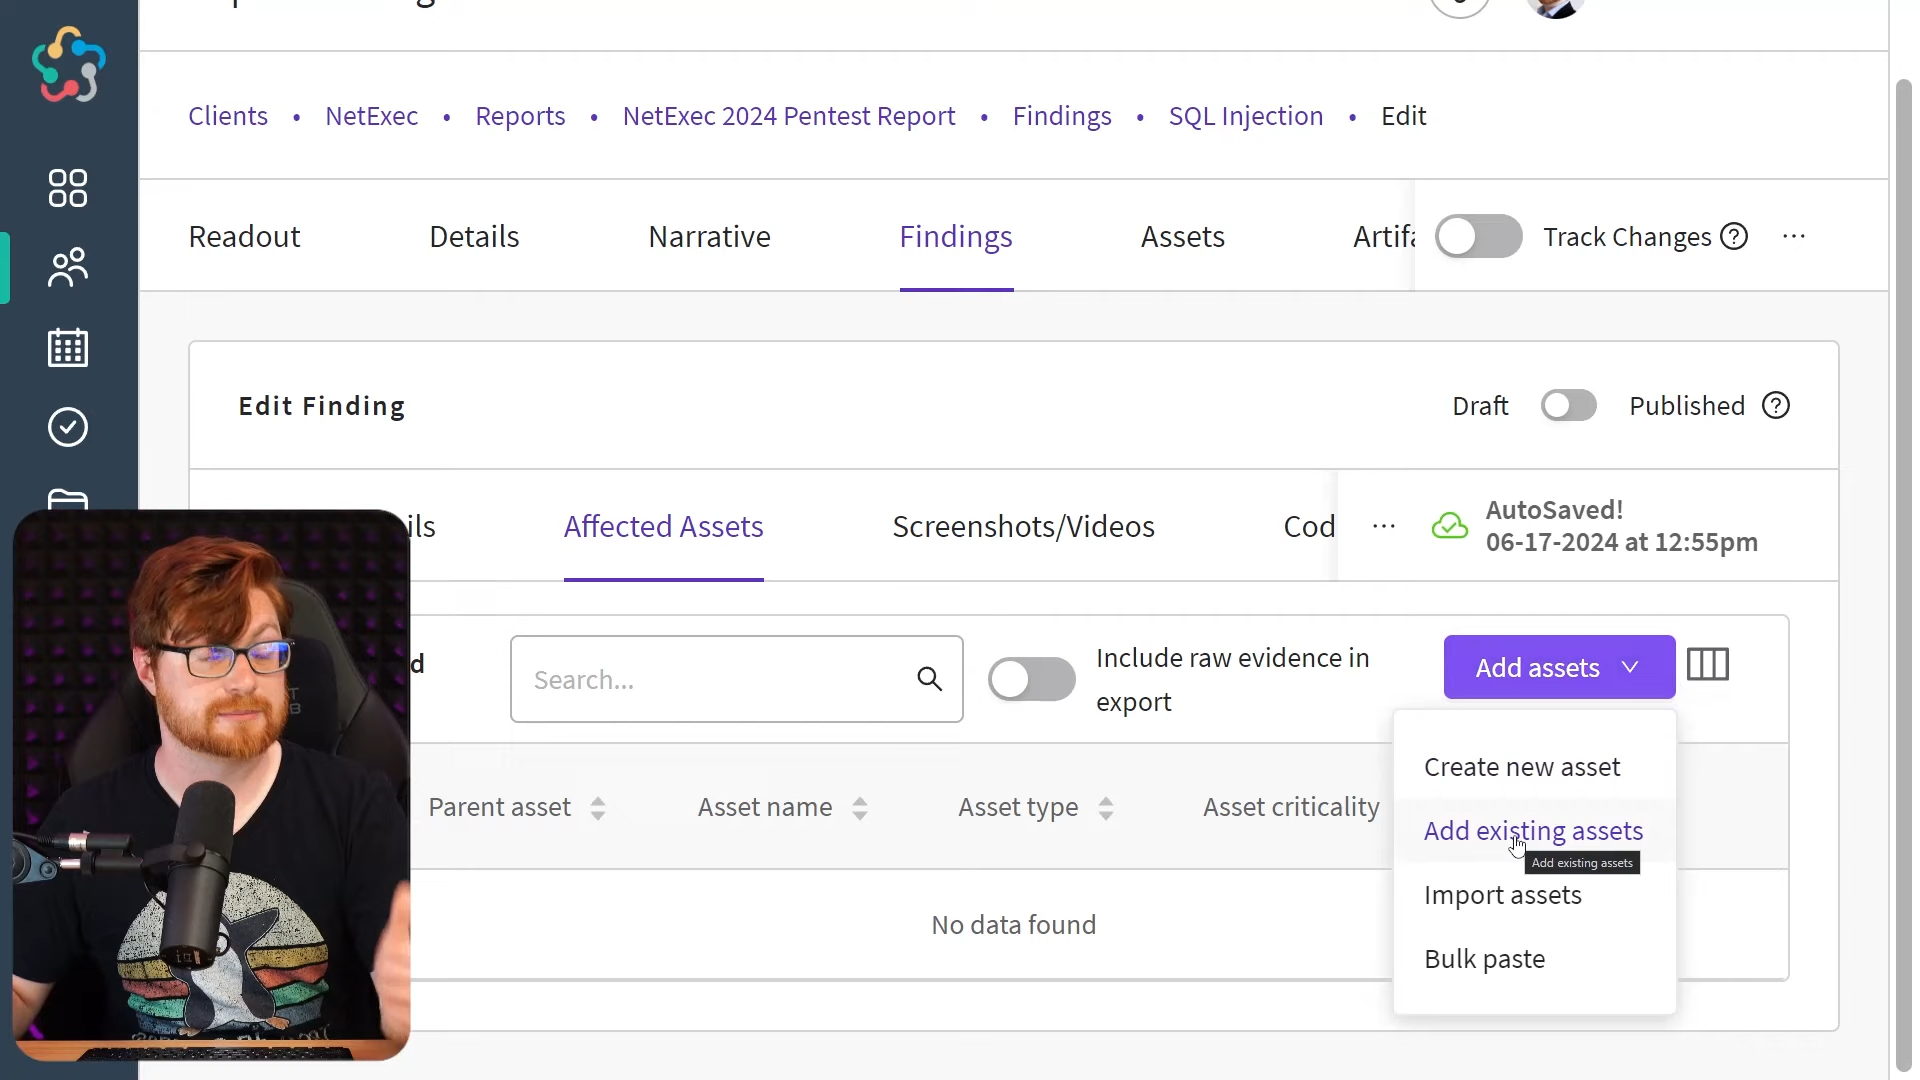 Clients • NetExec • Reports • NetExec 2024 Pentest Report • Findings • SQL Injection • Edit
Readout Details Narrative Findings Assets Artifa Track Changes ? ...
Edit Finding Draft Published ?
ils Affected Assets Screenshots/Videos Cod ... AutoSaved!
06-17-2024 at 12:55pm
d Search... Include raw evidence in
export
Add assets
Parent asset Asset name Asset type Asset criticality
Create new asset
Add existing assets
Add existing assets
Import assets
Bulk paste
No data found